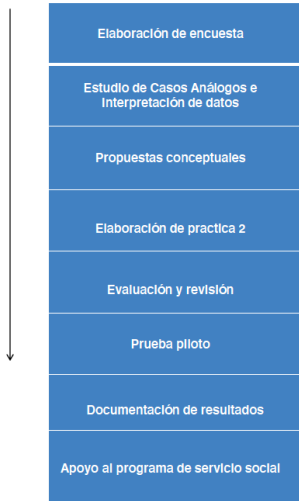 Elaboración de encuesta
Estudio de Casos Análogos e
Interpretación de datos
Propuestas conceptuales
Elaboración de practica 2
Evaluación y revisión
Prueba piloto
Documentación de resultados
Apoyo al programa de servicio social